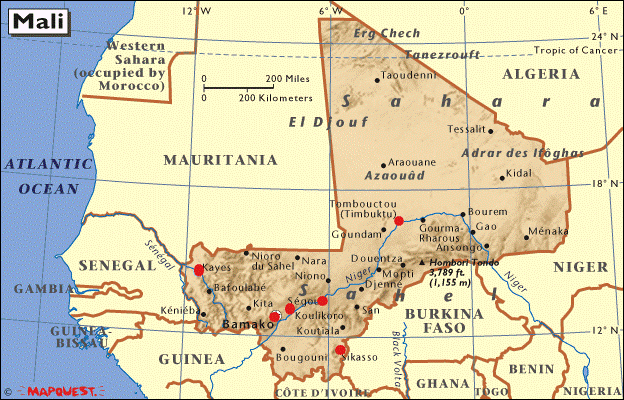 Mali
12°W
6°W
0
6°E
24°N
Erg Chech
Tanezrouft
Tropic of Cancer
Western
Sahara
(occupied by
Morocco)
0 200 Miles
0 200 Kilometers
Taoudenni
ALGERIA
Sahara
El Djouf
Tessalit
MAURITANIA
Adrar des Ifôghas
Araouane
Azaouâd
Kidal
ATLANTIC
OCEAN
18°N
Tombouctou
(Timbuktu)
Bourem
Goundam
Gourma-
Rharous
Gao
Ménaka
Ansongo
Sénégal
Nioro
du Sahel
Nara
Douentza
Hombori Tondo
3,789 ft.
(1,155 m)
SENEGAL
Kayes
Niono
Niger
Mopti
NIGER
Niger
Bafoulabé
Djenne
Sahel
GAMBIA
Kita
Ségou
San
BURKINA
FASO
Kéniéba
Koulikoro
Bamako
Koutiala
12°N
GUINEA
BISSAU
GUINEA
Bougouni
Sikasso
Black Volta
BENIN
GHANA
TOGO
CÔTE D'IVOIRE
NIGERIA
© MAPQUEST.